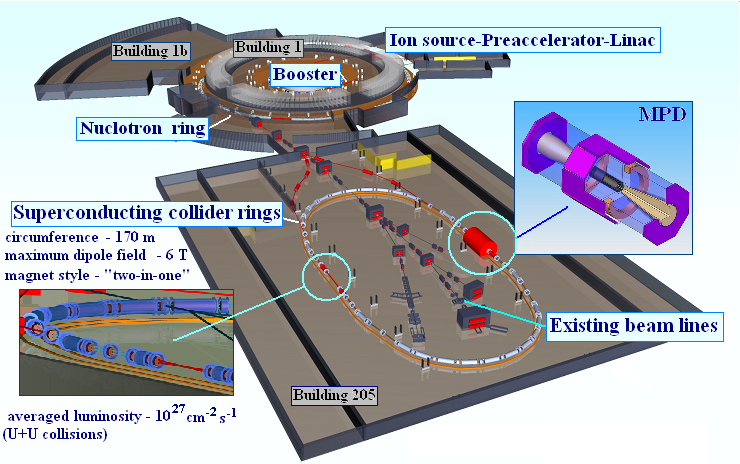 Building 1b
Building 1
Ion source-Preaccelerator-Linac
Booster
Nuclotron ring
MPD
Superconducting collider rings
circumference - 170 m
maximum dipole field - 6 T
magnet style - "two-in-one"
Existing beam lines
Building 205
averaged luminosity - 10²⁷cm⁻²s⁻¹
(U+U collisions)